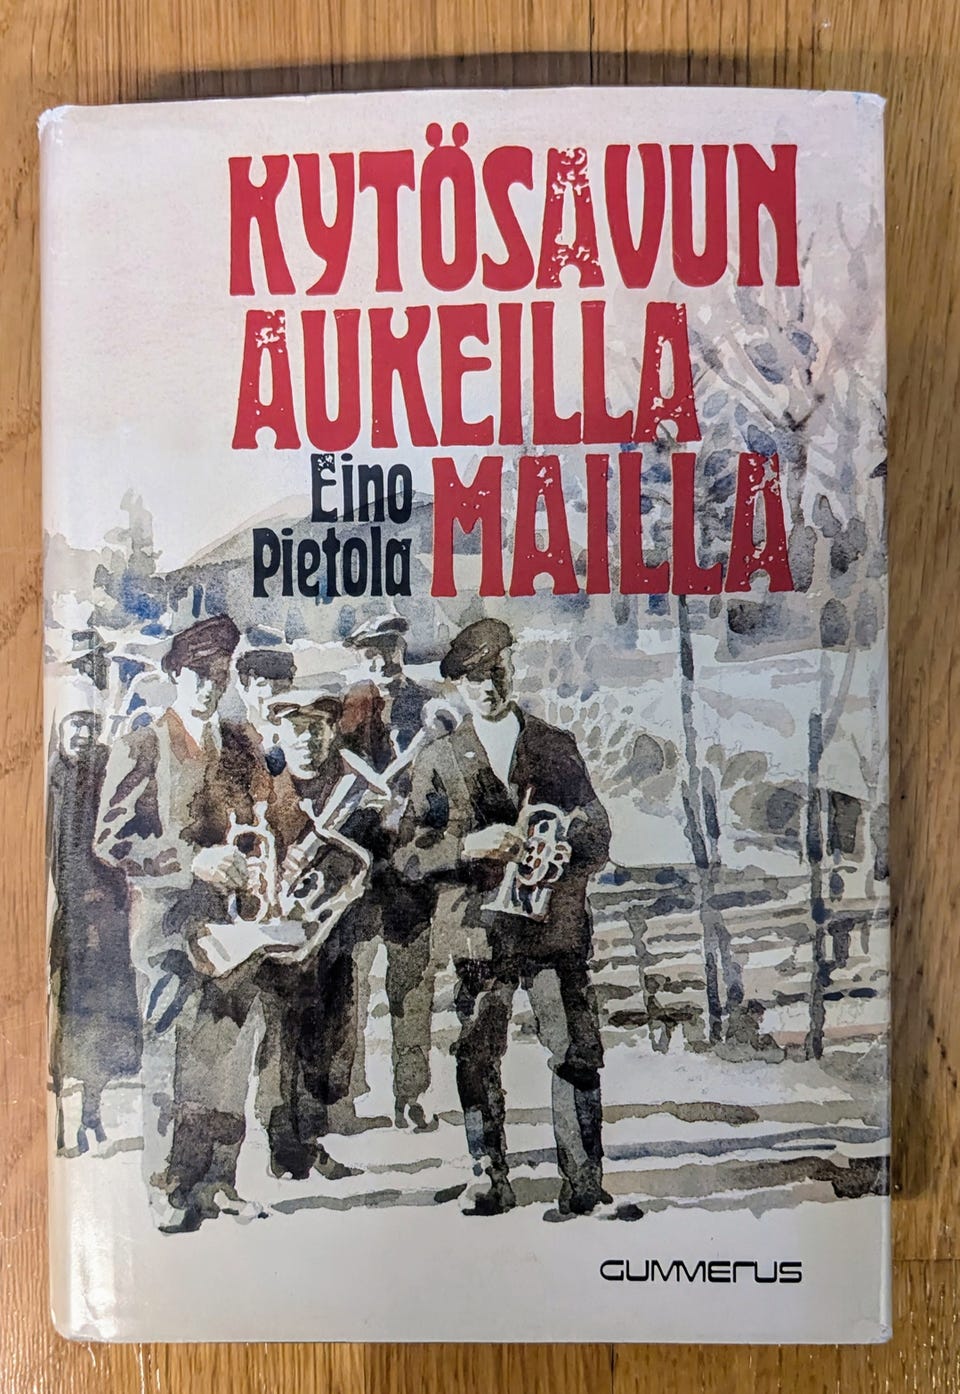 KYTÖSAVUN
AUKEILLA
MAILLA
Eino
Pietola
GUMMERUS